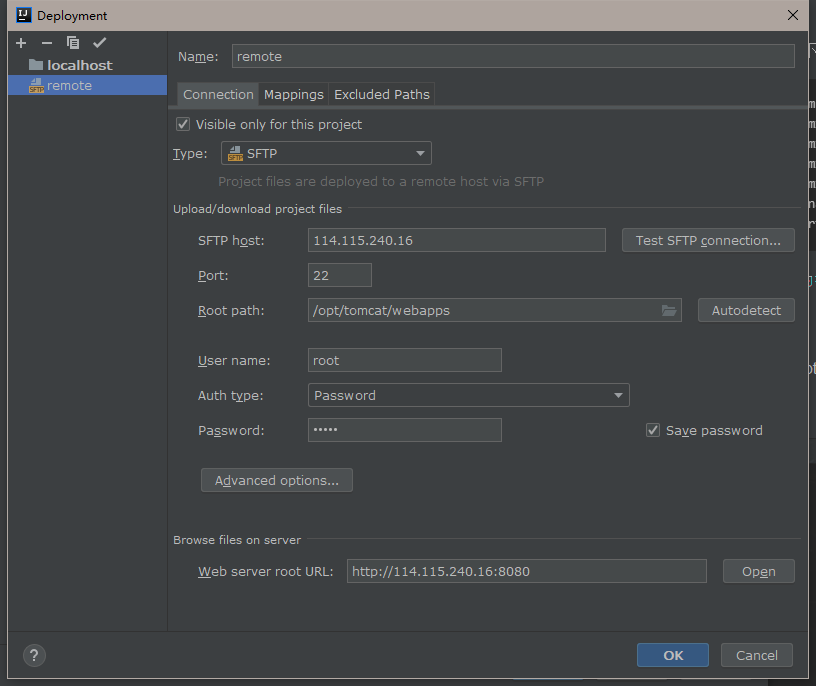 Deployment
localhost
remote
Name: remote
Connection Mappings Excluded Paths
Visible only for this project
Type: SFTP
Project files are deployed to a remote host via SFTP
Upload/download project files
SFTP host: 114.115.240.16 Test SFTP connection...
Port: 22
Root path: /opt/tomcat/webapps Autodetect
User name: root
Auth type: Password
Password: ••••• Save password
Advanced options...
Browse files on server
Web server root URL: http://114.115.240.16:8080 Open
? OK Cancel